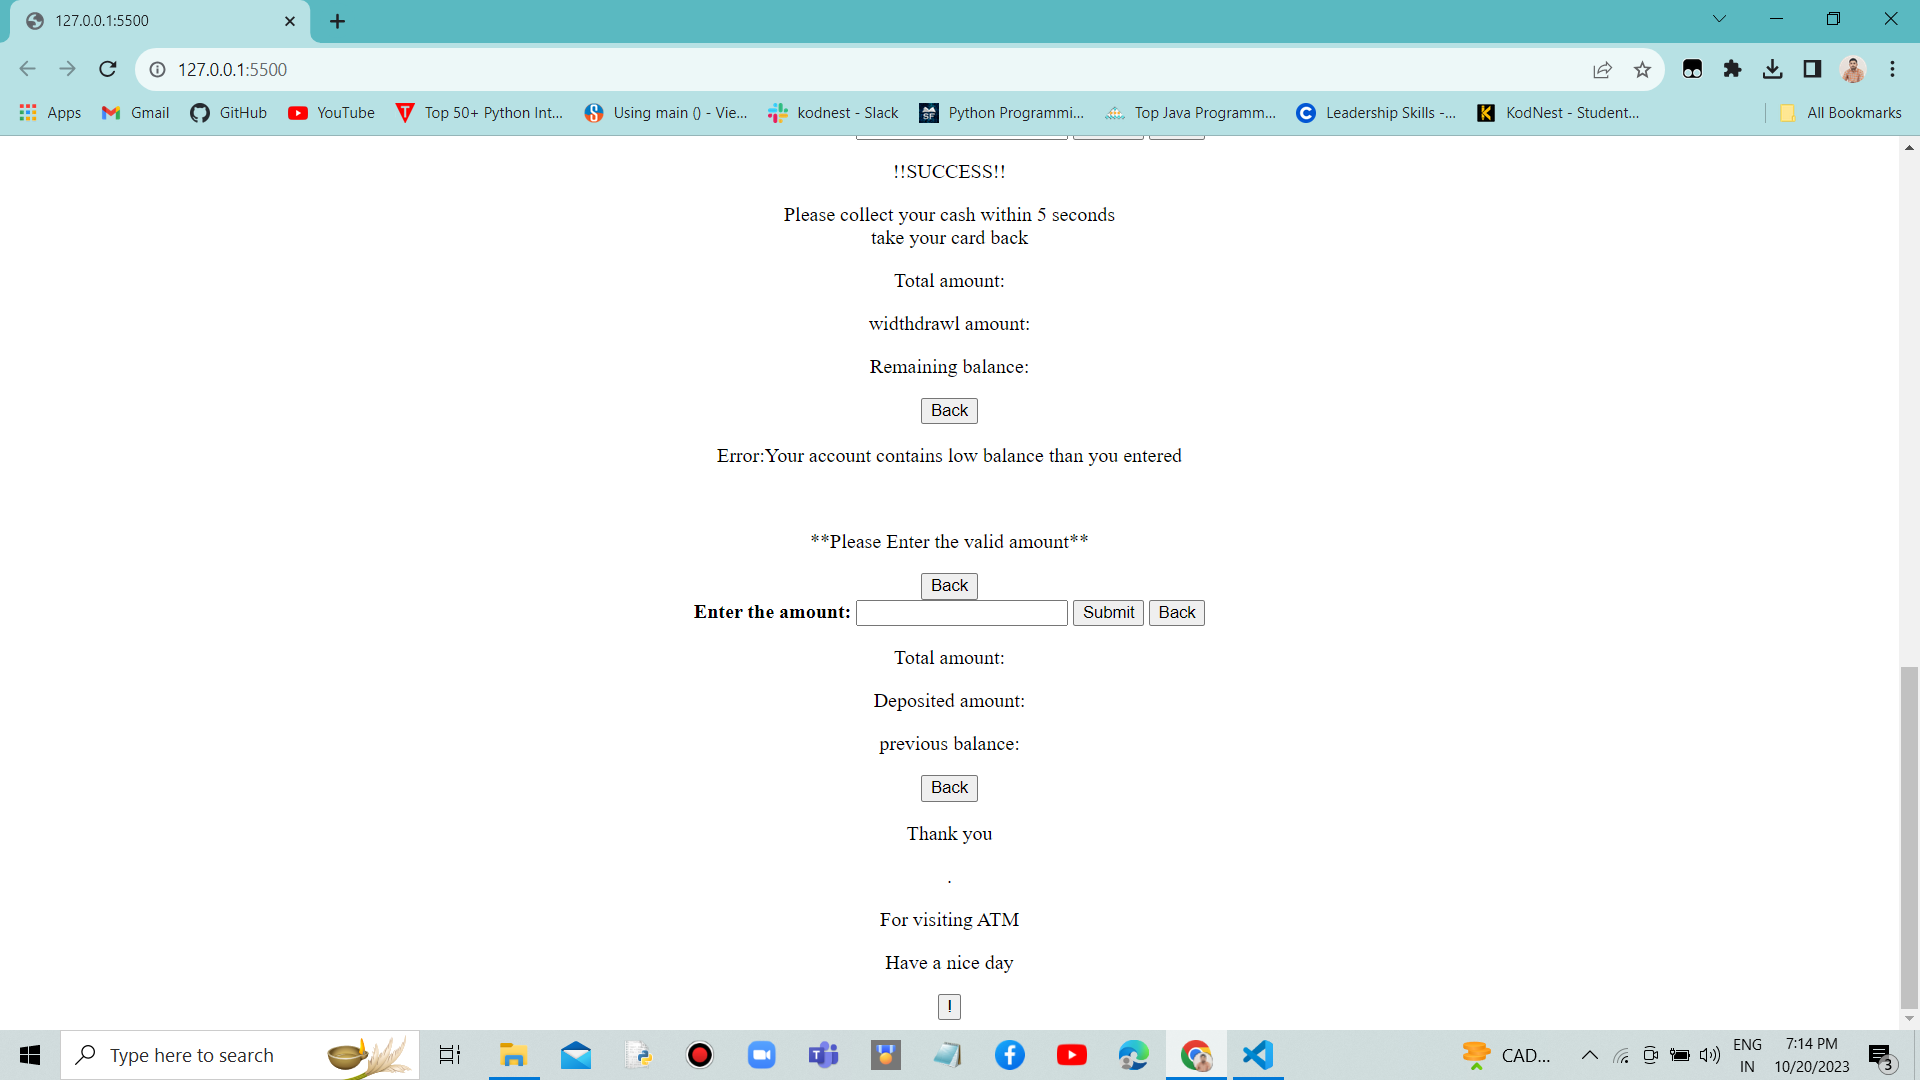 127.0.0.1:5500
127.0.0.1:5500
Apps Gmail GitHub YouTube Top 50+ Python Int... Using main () - Vie... kodnest - Slack Python Programmi... Top Java Programm... Leadership Skills -... KodNest - Student... All Bookmarks
!!SUCCESS!!
Please collect your cash within 5 seconds
take your card back
Total amount:
widthdrawl amount:
Remaining balance:
Back
Error:Your account contains low balance than you entered
**Please Enter the valid amount**
Back
Enter the amount: Submit Back
Total amount:
Deposited amount:
previous balance:
Back
Thank you
.
For visiting ATM
Have a nice day
!
Type here to search
CAD...
ENG
IN
7:14 PM
10/20/2023
3